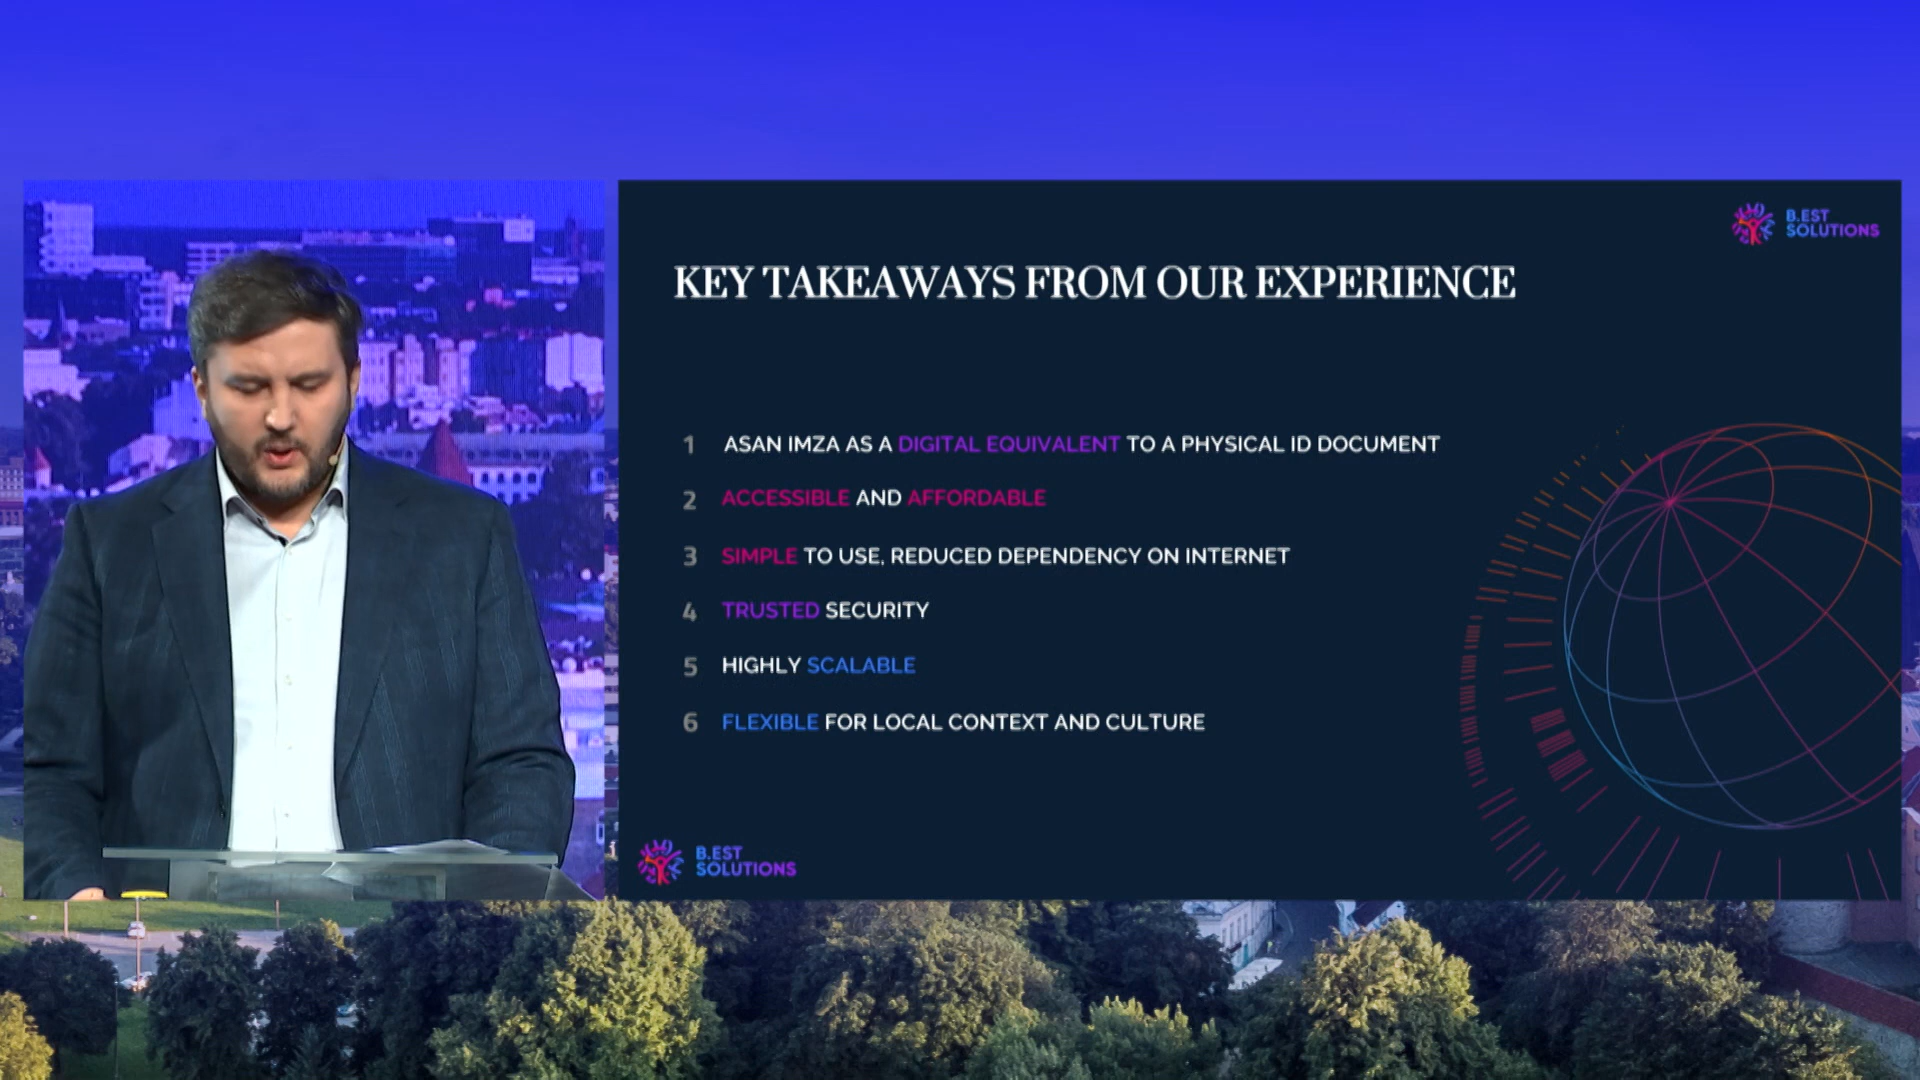 B.EST
SOLUTIONS
KEY TAKEAWAYS FROM OUR EXPERIENCE
1 ASAN IMZA AS A DIGITAL EQUIVALENT TO A PHYSICAL ID DOCUMENT
2 ACCESSIBLE AND AFFORDABLE
3 SIMPLE TO USE, REDUCED DEPENDENCY ON INTERNET
4 TRUSTED SECURITY
5 HIGHLY SCALABLE
6 FLEXIBLE FOR LOCAL CONTEXT AND CULTURE
B.EST
SOLUTIONS